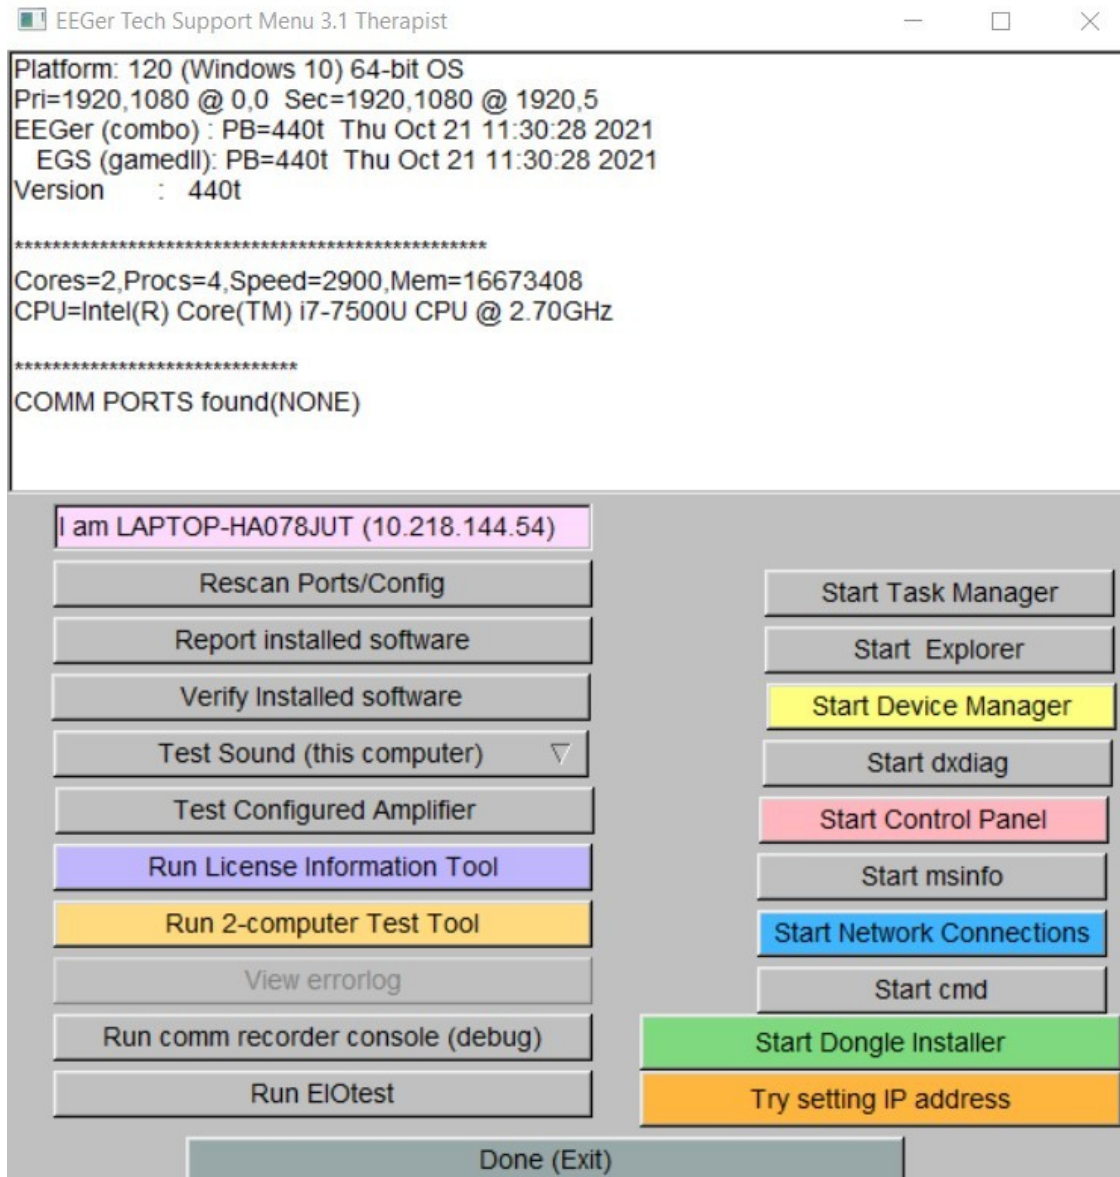 EEGer Tech Support Menu 3.1 Therapist
Platform: 120 (Windows 10) 64-bit OS
Pri=1920,1080 @ 0,0  Sec=1920,1080 @ 1920,5
EEGer (combo) : PB=440t  Thu Oct 21 11:30:28 2021
EGS (gamedll): PB=440t  Thu Oct 21 11:30:28 2021
Version     :   440t
**************************************************
Cores=2,Procs=4,Speed=2900,Mem=16673408
CPU=Intel(R) Core(TM) i7-7500U CPU @ 2.70GHz
******************************
COMM PORTS found(NONE)
I am LAPTOP-HA078JUT (10.218.144.54)
Rescan Ports/Config
Report installed software
Verify Installed software
Test Sound (this computer)
Test Configured Amplifier
Run License Information Tool
Run 2-computer Test Tool
View errorlog
Run comm recorder console (debug)
Run EIOtest
Start Task Manager
Start  Explorer
Start Device Manager
Start dxdiag
Start Control Panel
Start msinfo
Start Network Connections
Start cmd
Start Dongle Installer
Try setting IP address
Done (Exit)